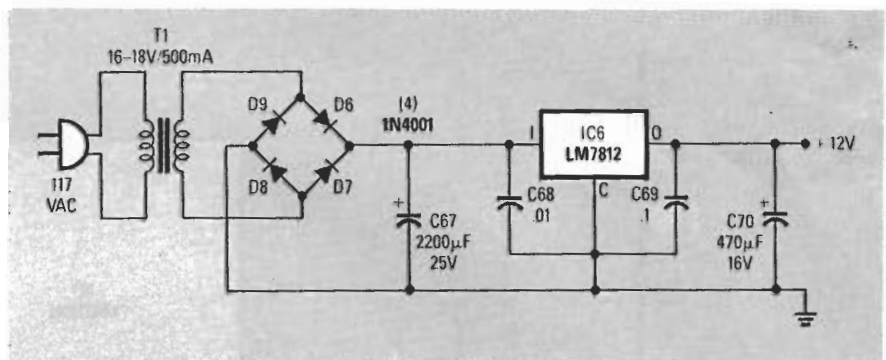 T1
16–18V/500mA
117
VAC
D9
D6
D8
D7
(4)
1N4001
C67
2200µF
25V
I
IC6
LM7812
O
C
C68
.01
C69
.1
+12V
C70
470µF
16V
+
+